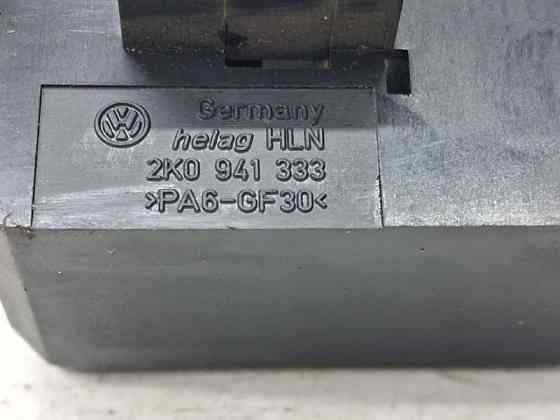 Germany
helag HLN
2K0 941 333
>PA6-GF30<